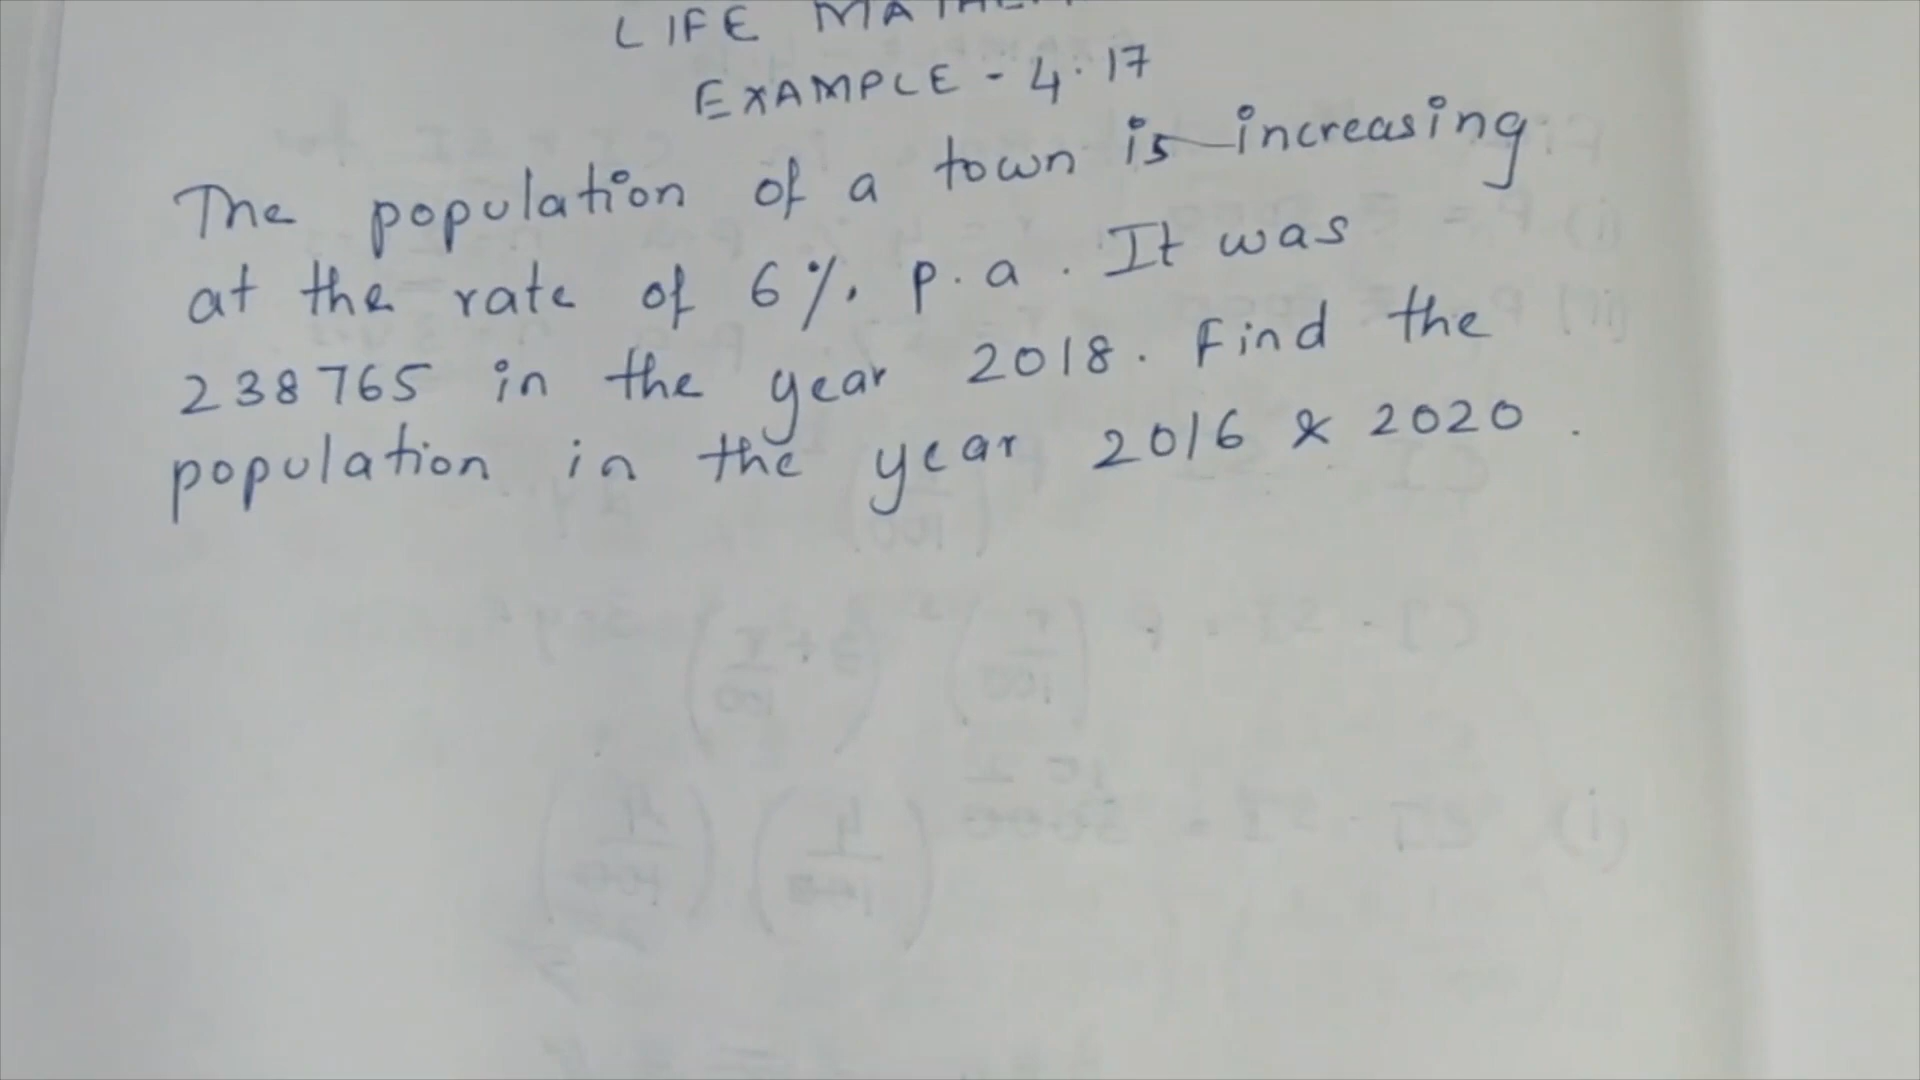 LIFE
EXAMPLE - 4.17
The population of a town is increasing
at the rate of 6%. p.a. It was
238765 in the year 2018. Find the
population in the year 2016 & 2020.